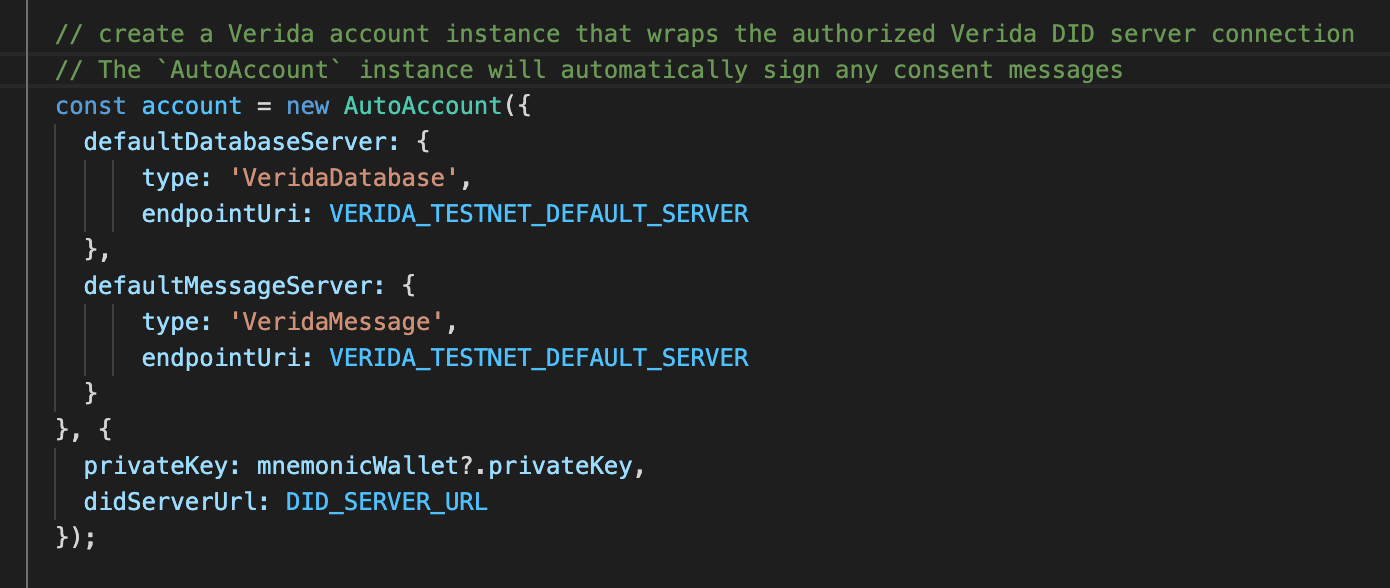 // create a Verida account instance that wraps the authorized Verida DID server connection
// The `AutoAccount` instance will automatically sign any consent messages
const account = new AutoAccount({
  defaultDatabaseServer: {
      type: 'VeridaDatabase',
      endpointUri: VERIDA_TESTNET_DEFAULT_SERVER
  },
  defaultMessageServer: {
      type: 'VeridaMessage',
      endpointUri: VERIDA_TESTNET_DEFAULT_SERVER
  }
}, {
  privateKey: mnemonicWallet?.privateKey,
  didServerUrl: DID_SERVER_URL
});